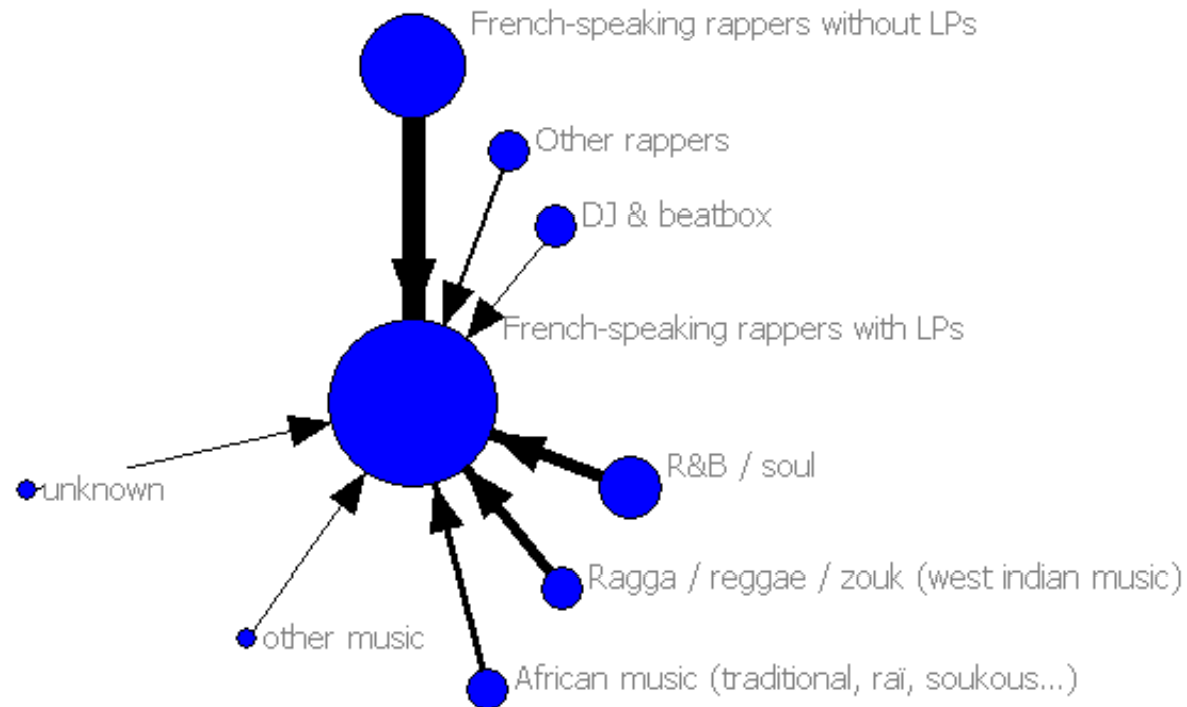 French-speaking rappers without LPs
Other rappers
DJ & beatbox
French-speaking rappers with LPs
R&B / soul
unknown
Ragga / reggae / zouk (west indian music)
other music
African music (traditional, raï, soukous...)